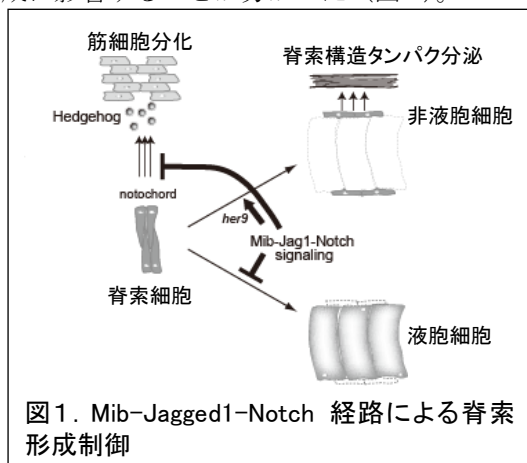 筋細胞分化
脊索構造タンパク分泌
Hedgehog
非液胞細胞
notochord
her9
Mib-Jag1-Notch
signaling
脊索細胞
液胞細胞
図1. Mib-Jagged1-Notch 経路による脊索
形成制御